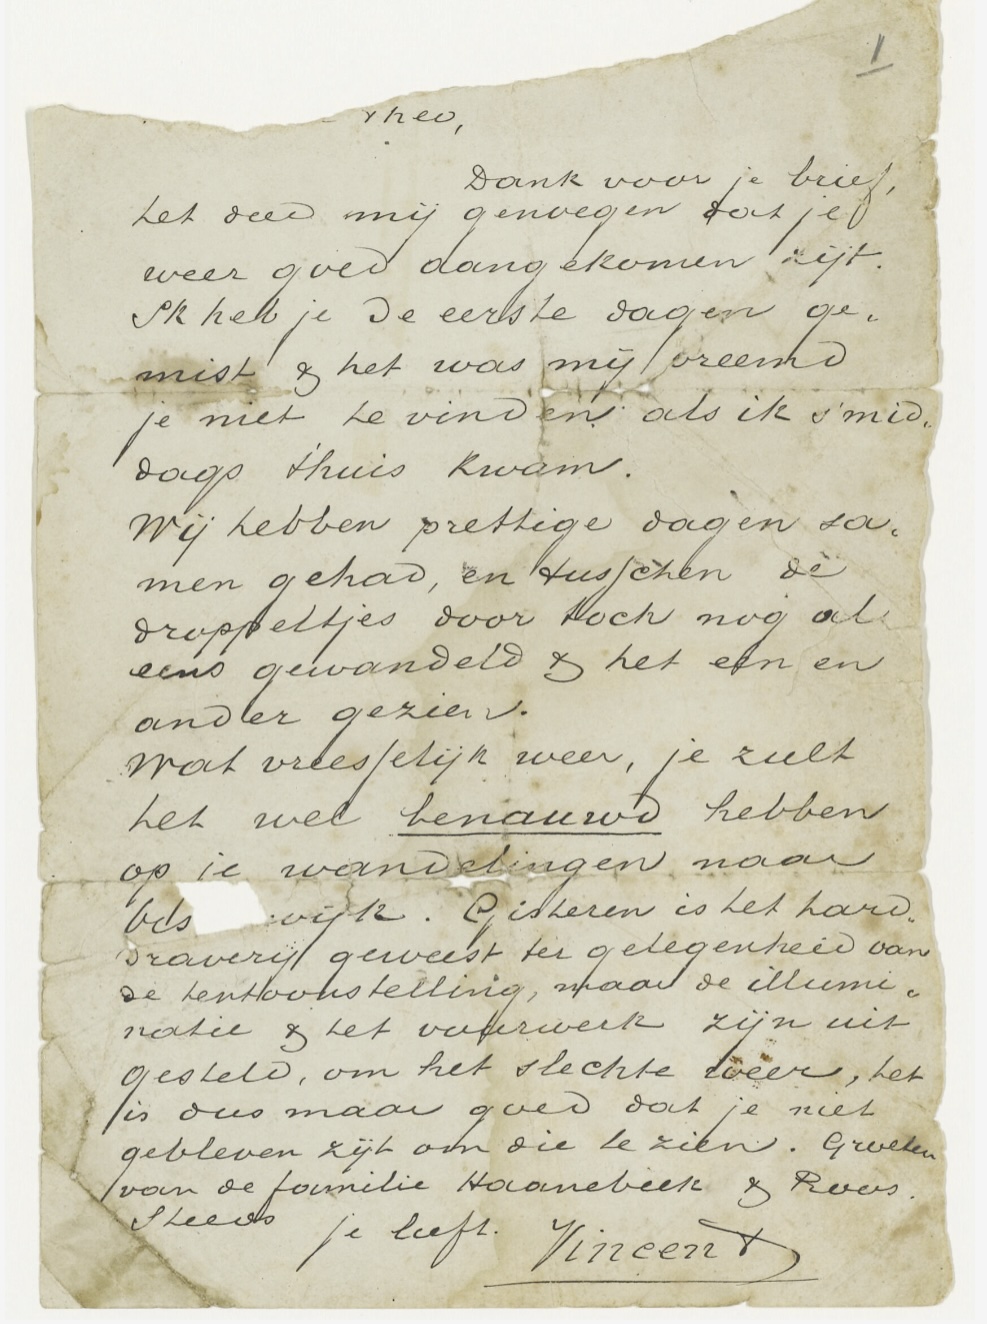 1
Theo,
Dank voor je brief,
het deed mij genoegen dat je
weer goed aangekomen zijt.
Ik heb je de eerste dagen ge-
mist & het was mij vreemd
je niet te vinden als ik s'mid-
dags t'huis kwam.
Wij hebben prettige dagen sa-
men gehad, en tusschen de
droppeltjes door toch nog al
eens gewandeld & het een en
ander gezien.
Wat vreesselijk weer, je zult
het wel benauwd hebben
op je wandelingen naar
wijk. Gisteren is het hard-
draverij geweest ter gelegenheid van
de tentoonstelling, maar de illumi-
natie & het vuurwerk zijn uit
gesteld, om het slechte weer, het
is dus maar goed dat je niet
gebleven zijt om die te zien. Groeten
van de familie Haanebeek & Roos.
Steeds
je liefh. Vincent